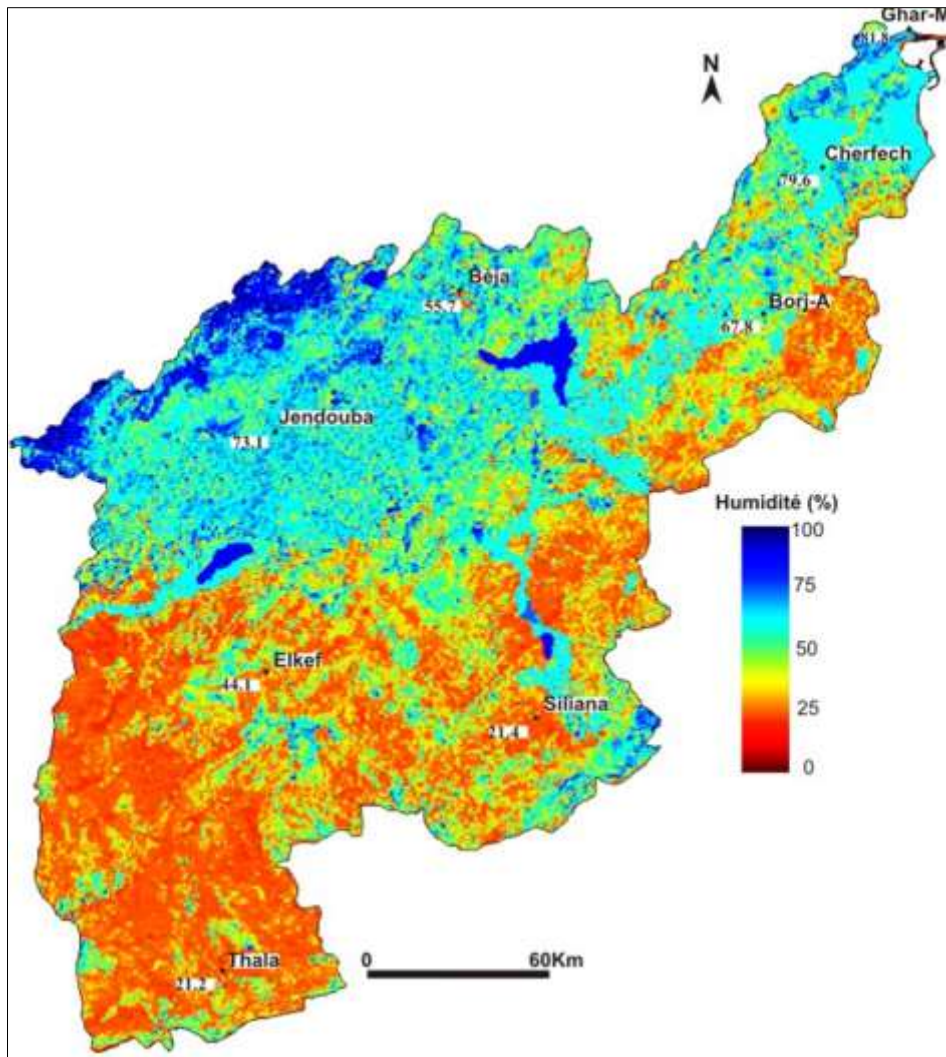 Ghar-M
81.8
N
Cherfech
79.6
Béja
55.7
Borj-A
67.8
Jendouba
73.1
Humidité (%)
100
75
50
25
0
Elkef
44.1
Siliana
21.4
Thala
21.2
0 60Km